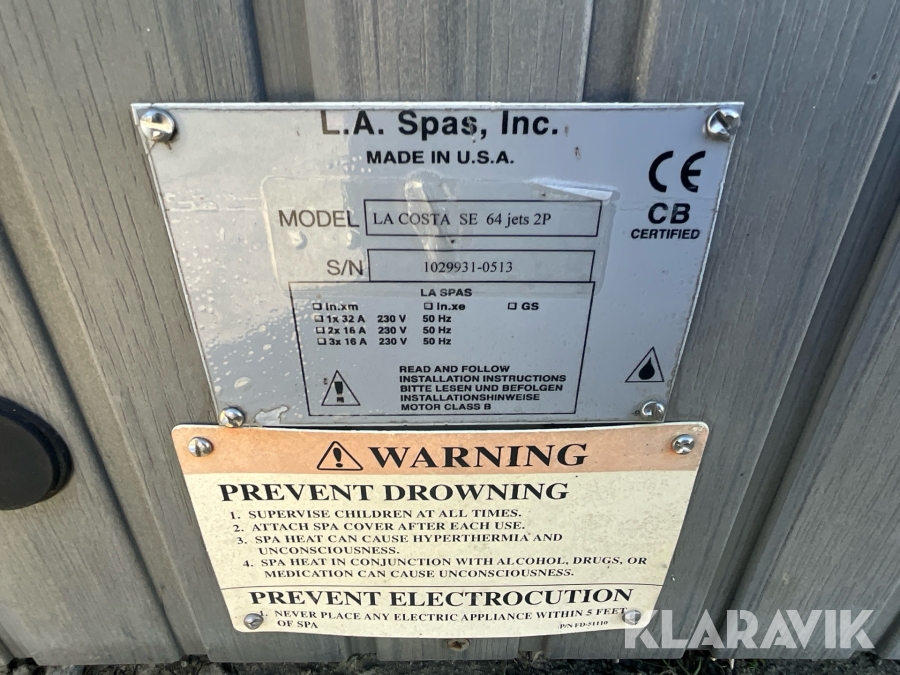 L.A. Spas, Inc.
MADE IN U.S.A.
CE
CB
CERTIFIED
MODEL LA COSTA SE 64 jets 2P
S/N 1029931-0513
LA SPAS
in.xm in.xe GS
1x 32 A 230 V 50 Hz
2x 16 A 230 V 50 Hz
3x 16 A 230 V 50 Hz
READ AND FOLLOW
INSTALLATION INSTRUCTIONS
BITTE LESEN UND BEFOLGEN
INSTALLATIONSHINWEISE
MOTOR CLASS B
WARNING
PREVENT DROWNING
1. SUPERVISE CHILDREN AT ALL TIMES.
2. ATTACH SPA COVER AFTER EACH USE.
3. SPA HEAT CAN CAUSE HYPERTHERMIA AND
UNCONSCIOUSNESS.
4. SPA HEAT IN CONJUNCTION WITH ALCOHOL, DRUGS, OR
MEDICATION CAN CAUSE UNCONSCIOUSNESS.
PREVENT ELECTROCUTION
1. NEVER PLACE ANY ELECTRIC APPLIANCE WITHIN 5 FEET
OF SPA
P/N FD-51110
KLARAVIK